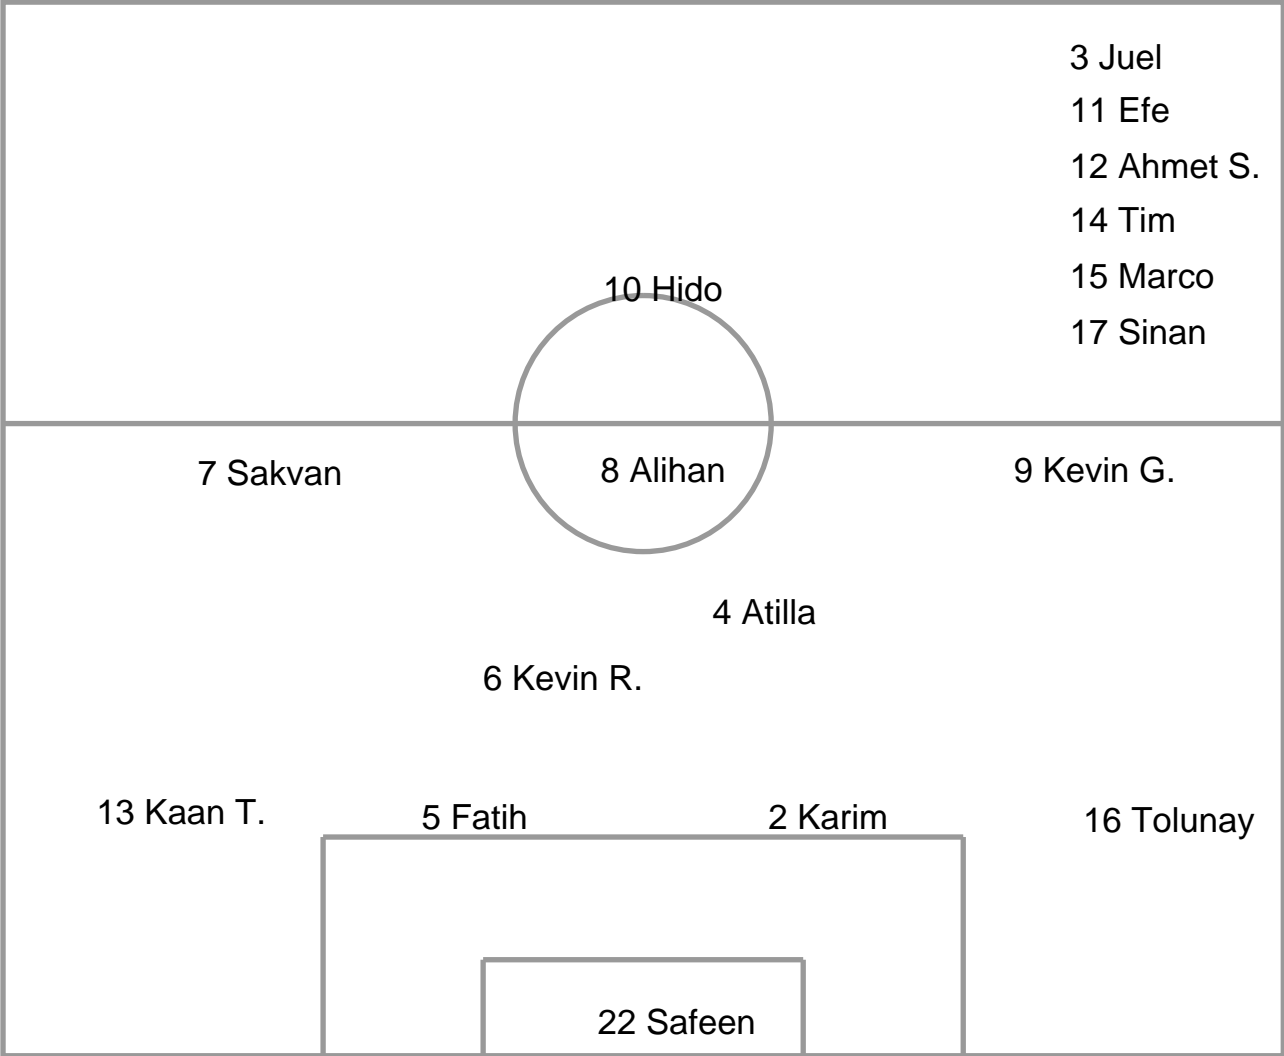 3 Juel
11 Efe
12 Ahmet S.
14 Tim
15 Marco
17 Sinan
10 Hido
7 Sakvan
8 Alihan
9 Kevin G.
4 Atilla
6 Kevin R.
13 Kaan T.
5 Fatih
2 Karim
16 Tolunay
22 Safeen